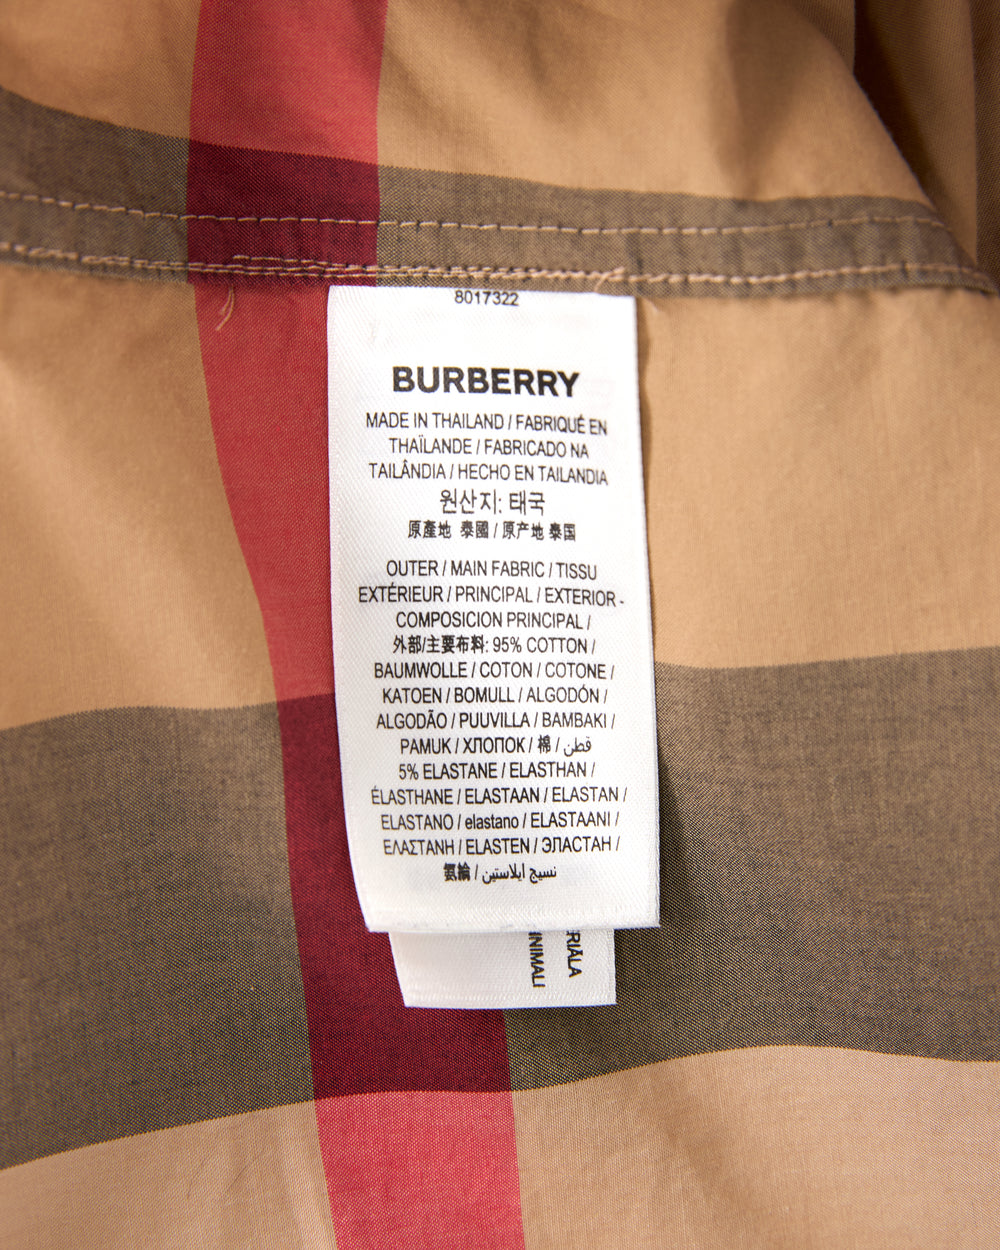 8017322
BURBERRY
MADE IN THAILAND / FABRIQUÉ EN
THAÏLANDE / FABRICADO NA
TAILÂNDIA / HECHO EN TAILANDIA
원산지: 태국
原產地 泰國 / 原产地 泰国
OUTER / MAIN FABRIC / TISSU
EXTÉRIEUR / PRINCIPAL / EXTERIOR -
COMPOSICION PRINCIPAL /
外部/主要布料: 95% COTTON /
BAUMWOLLE / COTON / COTONE /
KATOEN / BOMULL / ALGODÓN /
ALGODÃO / PUUVILLA / BAMBAKI /
PAMUK / ХЛОПОК / 棉 / قطن
5% ELASTANE / ELASTHAN /
ÉLASTHANE / ELASTAAN / ELASTAN /
ELASTANO / elastano / ELASTAANI /
ΕΛΑΣΤΑΝΗ / ELASTEN / ЭЛАСТАН /
氨綸 / نسيج ايلاستين